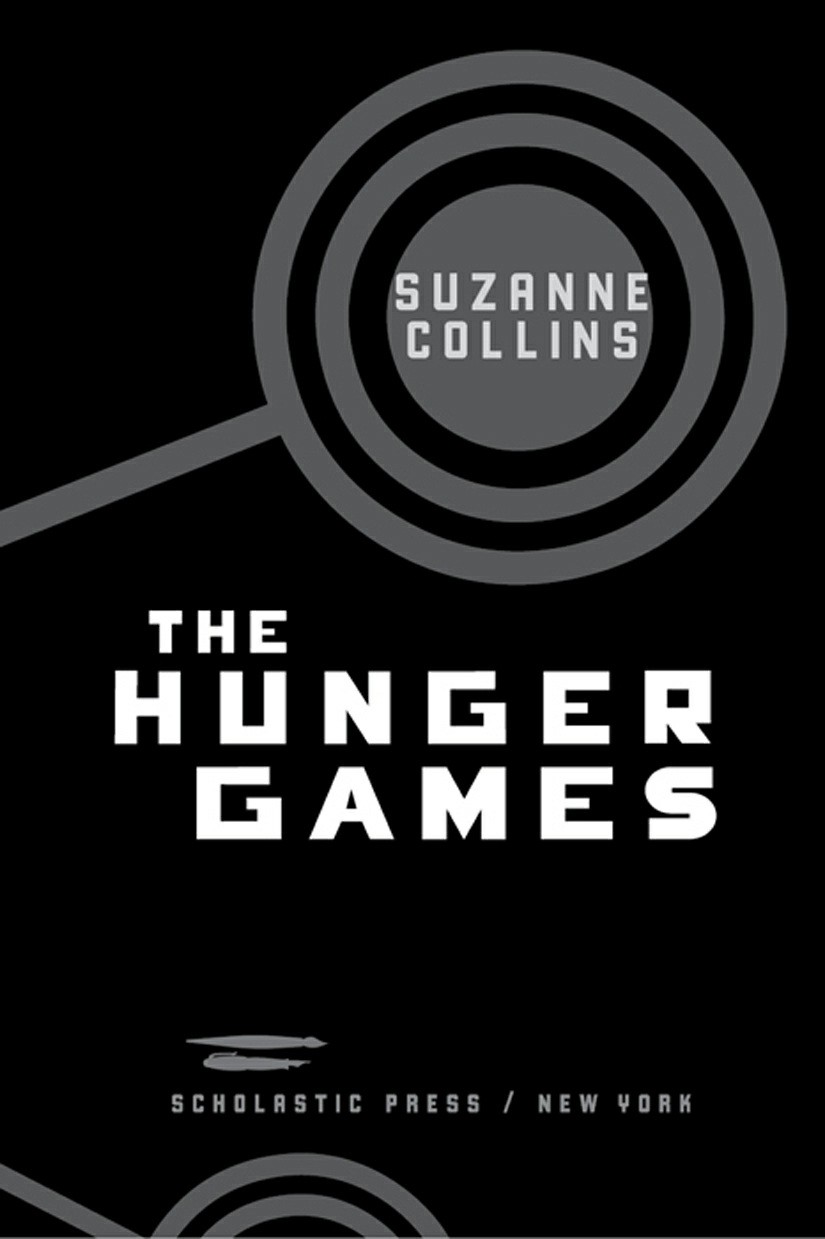 SUZANNE
COLLINS
THE
HUNGER
GAMES
SCHOLASTIC PRESS / NEW YORK